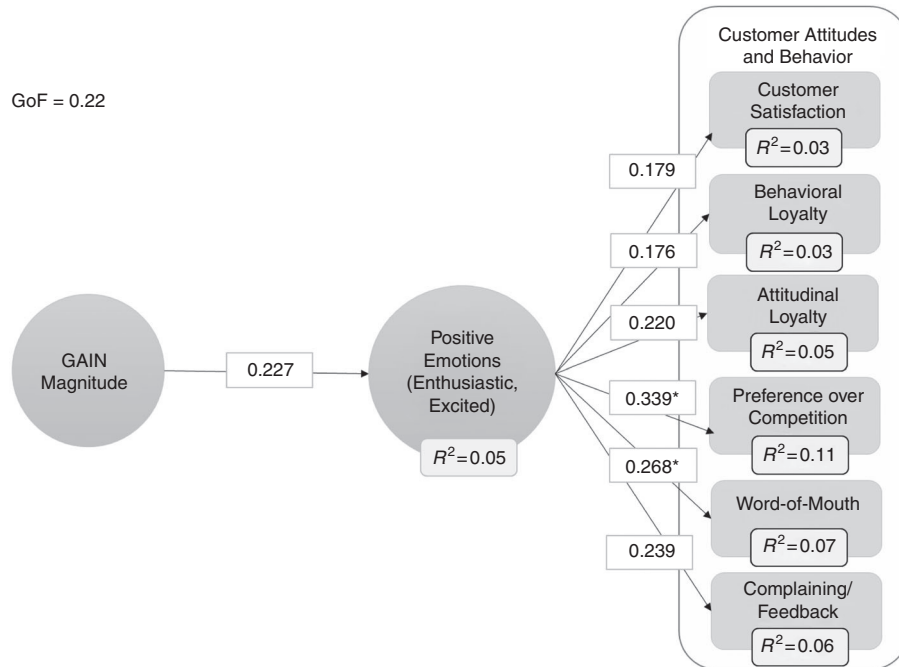 GoF = 0.22
GAIN
Magnitude
0.227
Positive
Emotions
(Enthusiastic,
Excited)
R²=0.05
0.179
0.176
0.220
0.339*
0.268*
0.239
Customer Attitudes
and Behavior
Customer
Satisfaction
R²=0.03
Behavioral
Loyalty
R²=0.03
Attitudinal
Loyalty
R²=0.05
Preference over
Competition
R²=0.11
Word-of-Mouth
R²=0.07
Complaining/
Feedback
R²=0.06